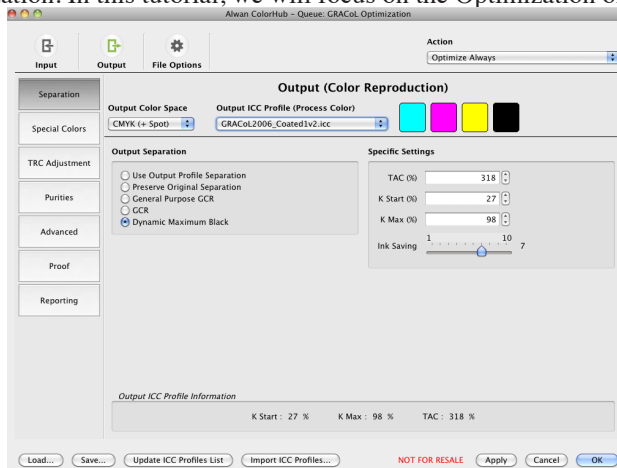 ation. In this tutorial, we will focus on the Optimization of
Alwan ColorHub - Queue: GRACoL Optimization
Input
Output
File Options
Action
Optimize Always
Separation
Special Colors
TRC Adjustment
Purities
Advanced
Proof
Reporting
Output (Color Reproduction)
Output Color Space
Output ICC Profile (Process Color)
CMYK (+ Spot)
GRACoL2006_Coated1v2.icc
Output Separation
Use Output Profile Separation
Preserve Original Separation
General Purpose GCR
GCR
Dynamic Maximum Black
Specific Settings
TAC (%) 318
K Start (%) 27
K Max (%) 98
Ink Saving 1 10 7
Output ICC Profile Information
K Start : 27 % K Max : 98 % TAC : 318 %
Load... Save... Update ICC Profiles List Import ICC Profiles... NOT FOR RESALE Apply Cancel OK